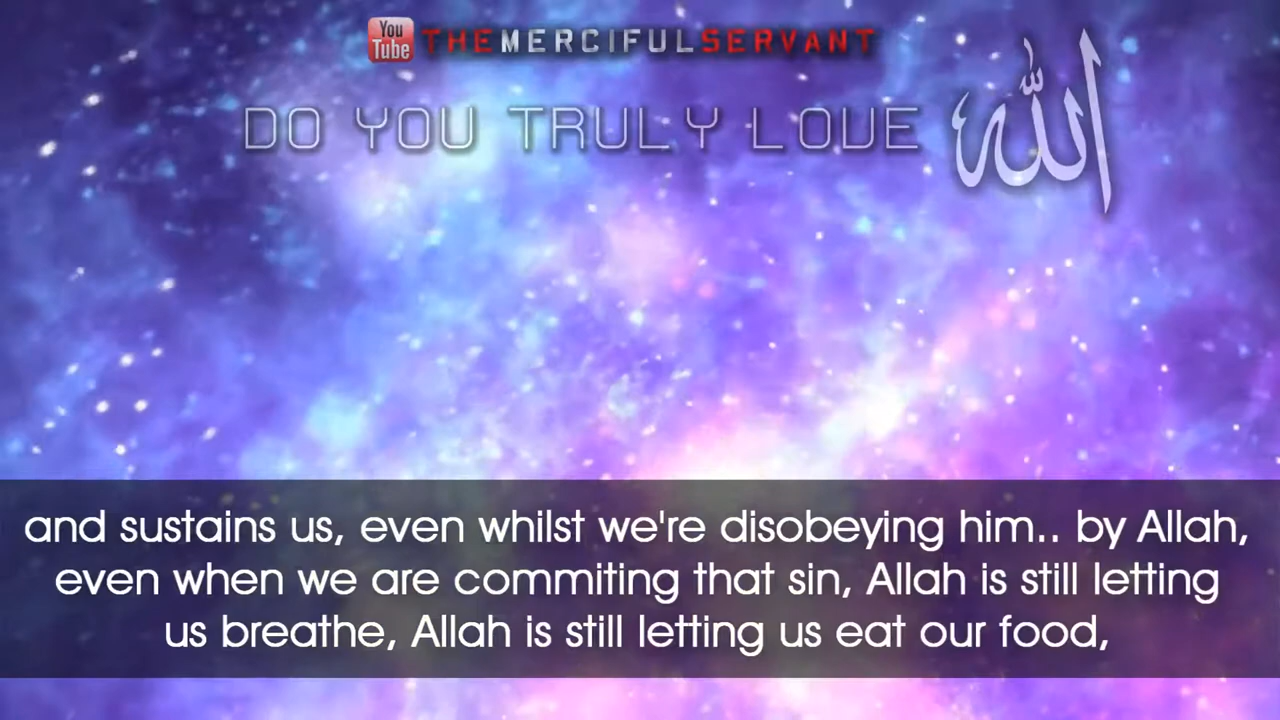 You Tube THEMERCIFULSERVANT
DO YOU TRULY LOVE الله
and sustains us, even whilst we're disobeying him.. by Allah,
even when we are commiting that sin, Allah is still letting
us breathe, Allah is still letting us eat our food,